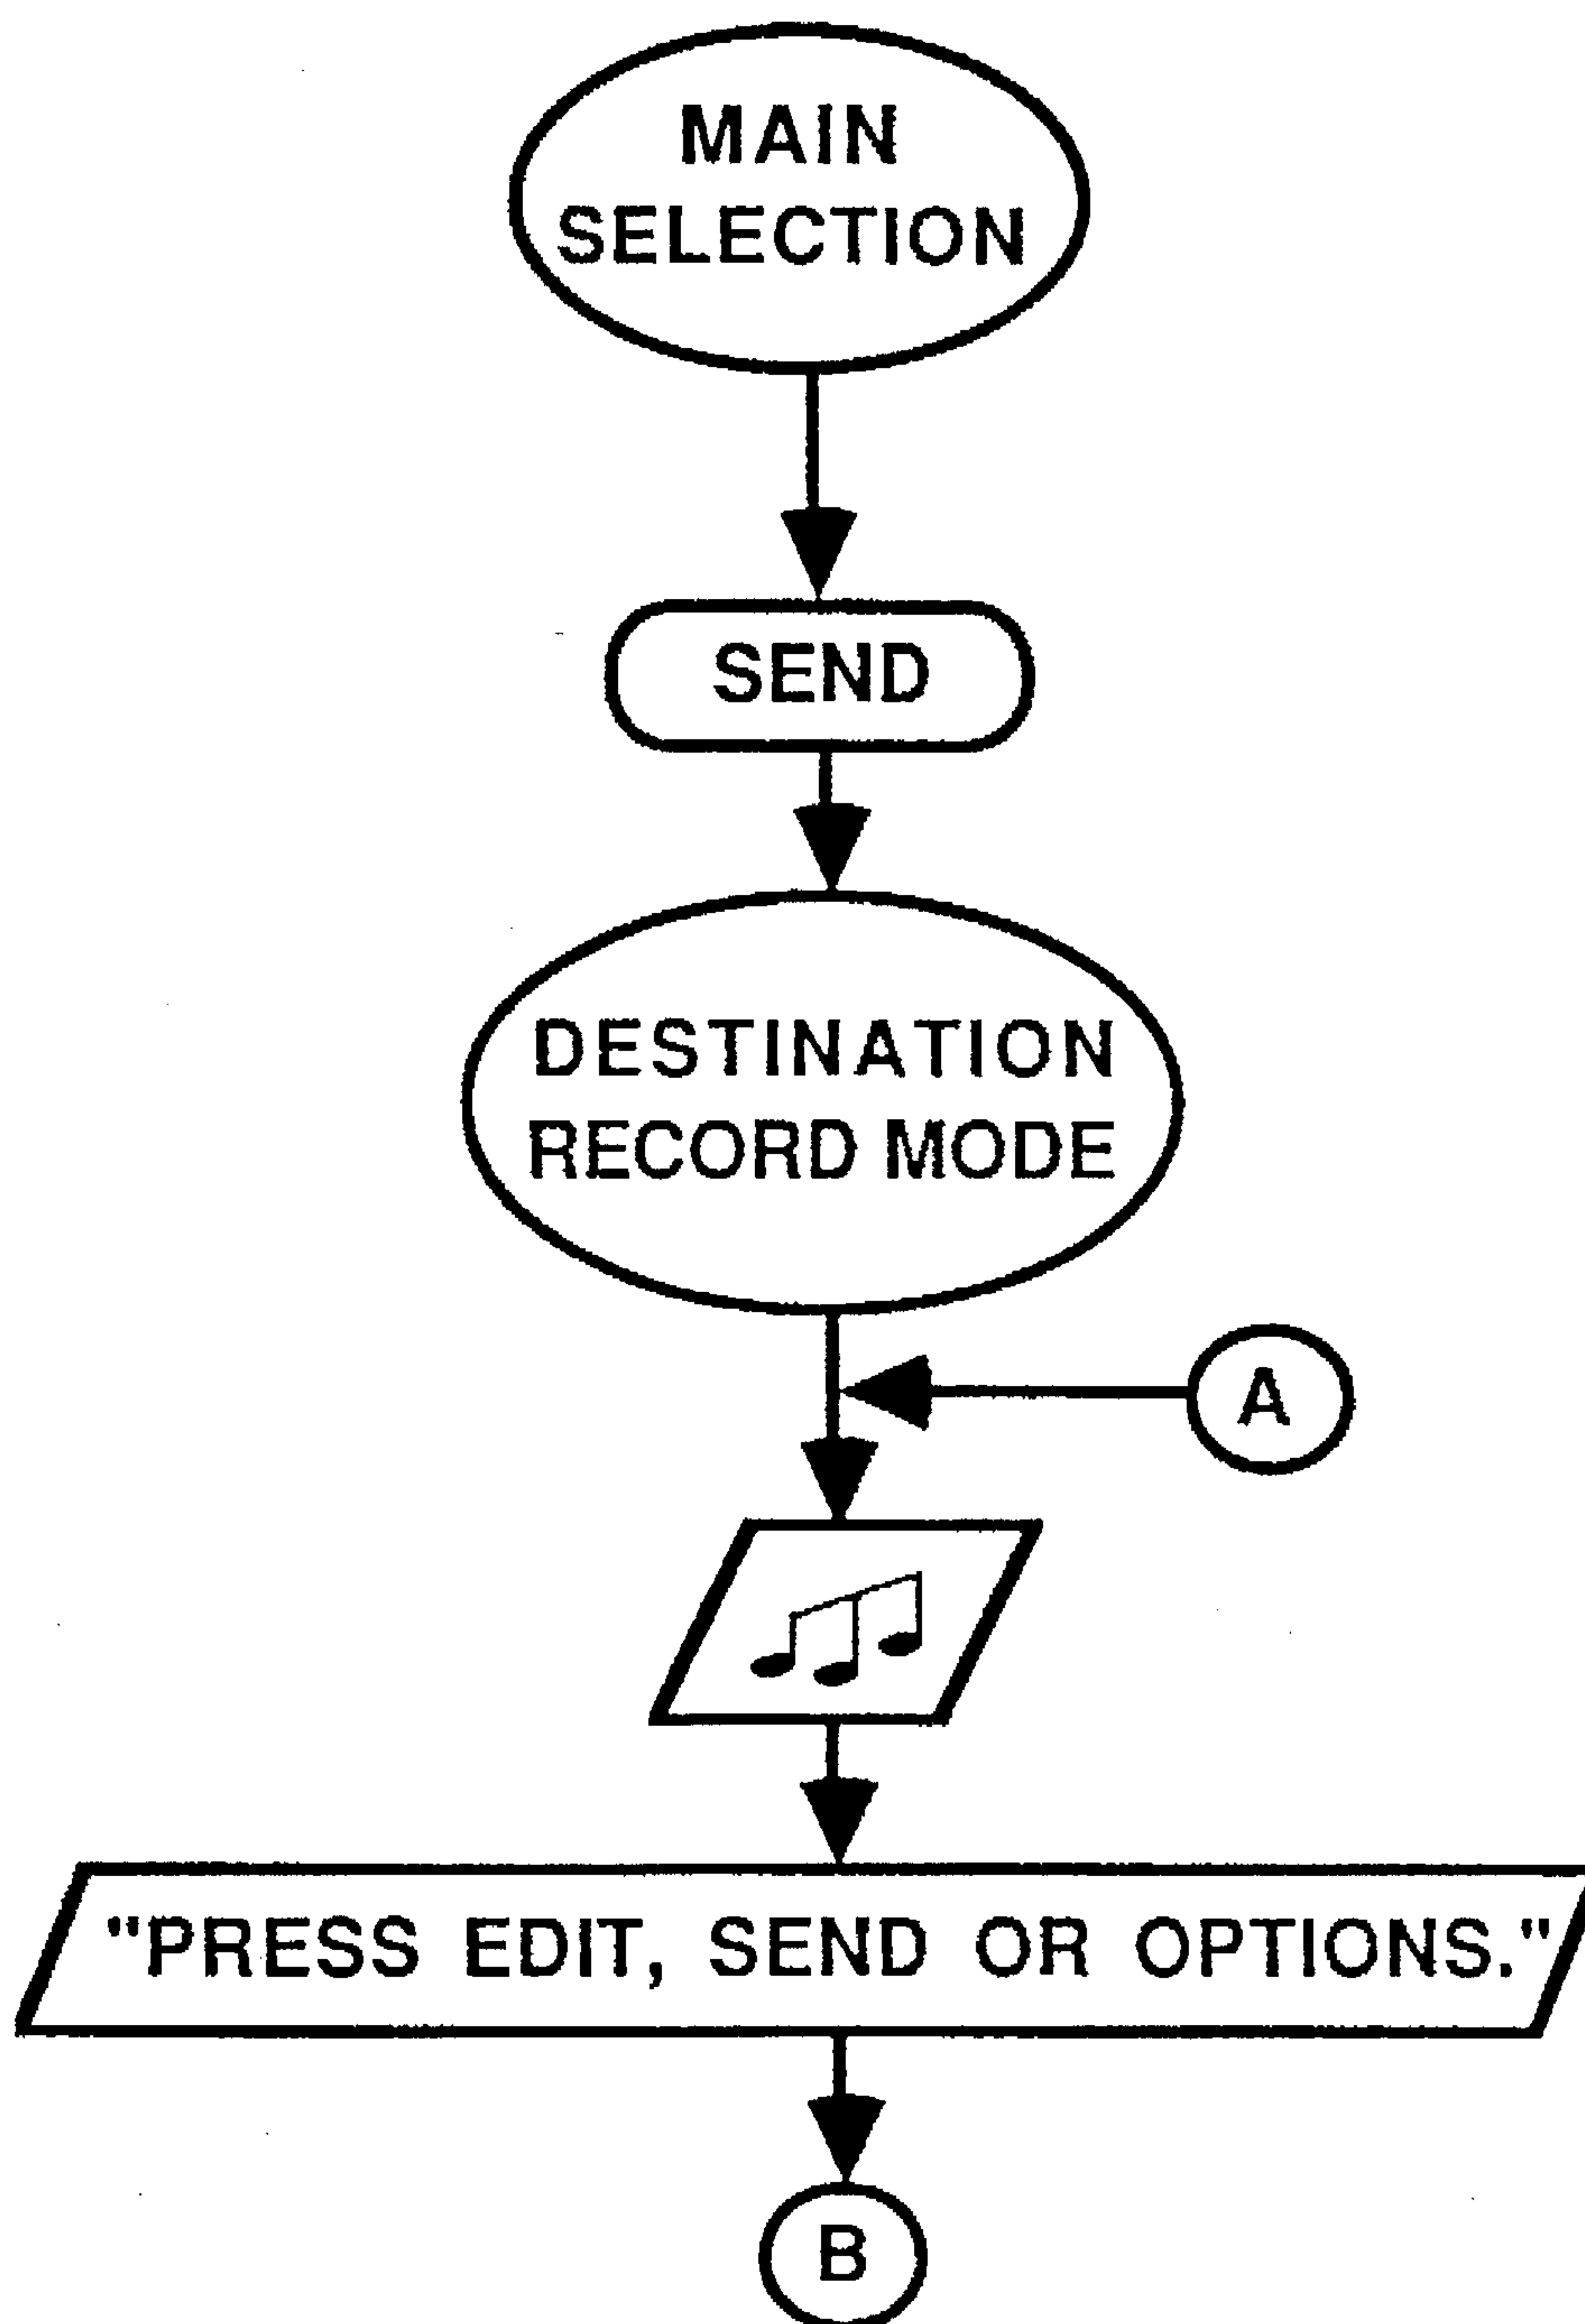 MAIN
SELECTION
SEND
DESTINATION
RECORD MODE
A
"PRESS EDIT, SEND OR OPTIONS."
B